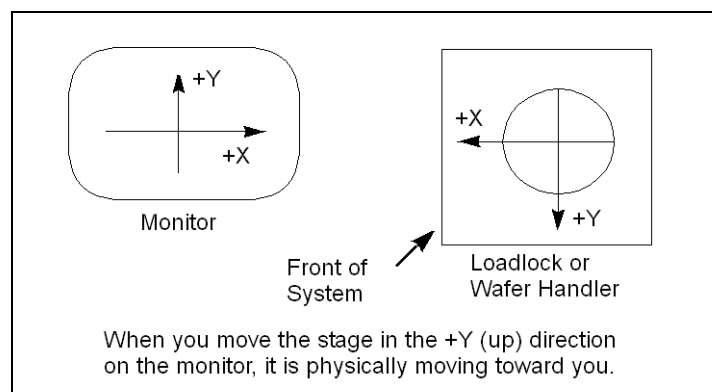 +Y
+X
Monitor
+X
+Y
Front of
System
Loadlock or
Wafer Handler
When you move the stage in the +Y (up) direction
on the monitor, it is physically moving toward you.